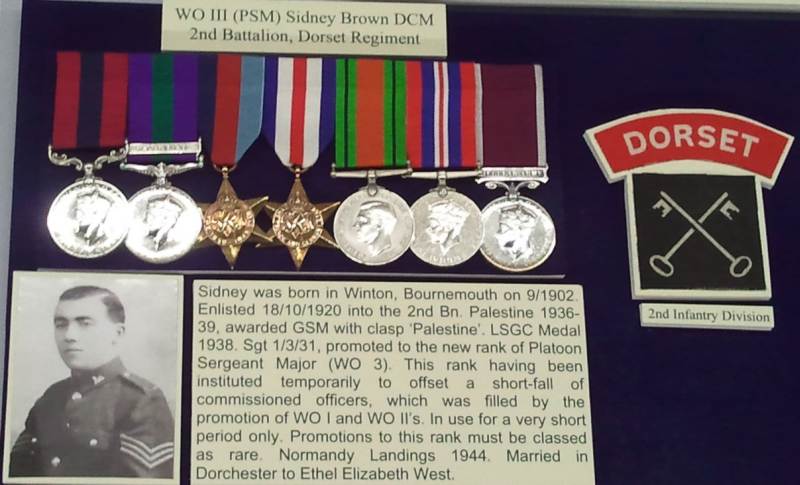 WO III (PSM) Sidney Brown DCM
2nd Battalion, Dorset Regiment
DORSET
2nd Infantry Division
Sidney was born in Winton, Bournemouth on 9/1902.
Enlisted 18/10/1920 into the 2nd Bn. Palestine 1936-
39, awarded GSM with clasp 'Palestine'. LSGC Medal
1938. Sgt 1/3/31, promoted to the new rank of Platoon
Sergeant Major (WO 3). This rank having been
instituted temporarily to offset a short-fall of
commissioned officers, which was filled by the
promotion of WO I and WO II's. In use for a very short
period only. Promotions to this rank must be classed
as rare. Normandy Landings 1944. Married in
Dorchester to Ethel Elizabeth West.